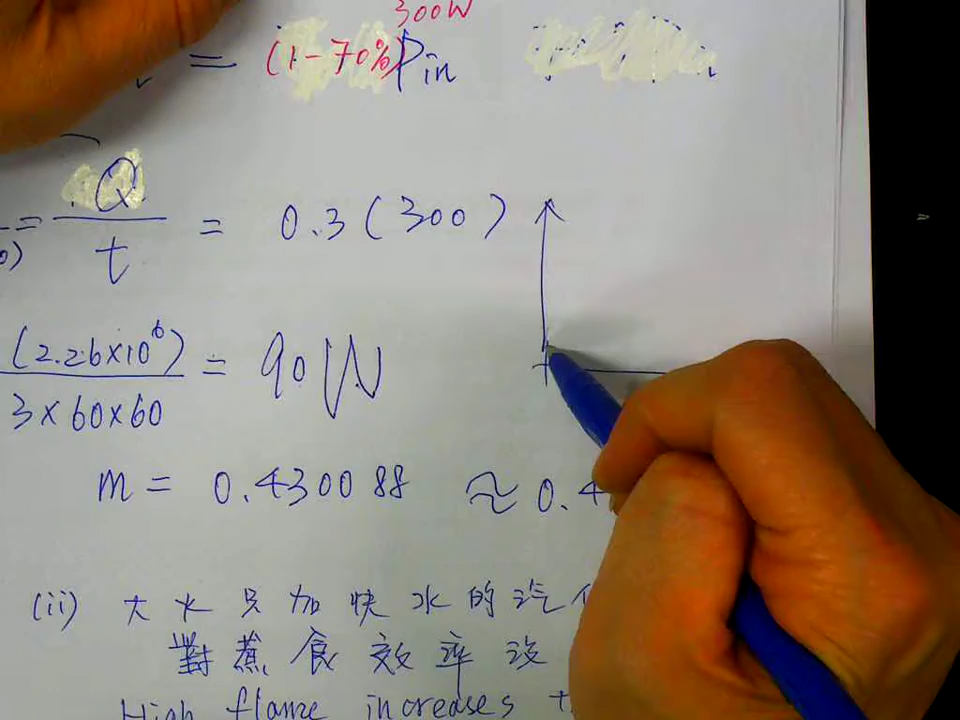 300W
= (1-70%)Pin
= Q/t = 0.3(300)
(2.26×10⁶)/(3×60×60) = 90W
m = 0.430088 ≈ 0.4
(ii) 大火只加快水的汽
對煮食效率沒
High flame increases